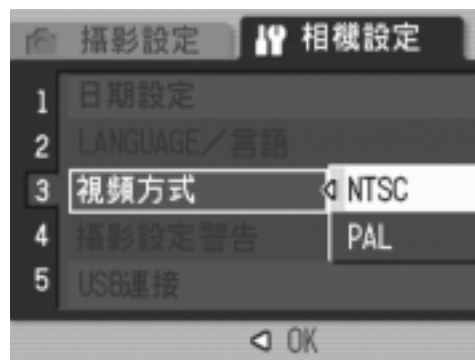 攝影設定 相機設定
1 日期設定
2 LANGUAGE／言語
3 視頻方式 NTSC
4 攝影設定警告 PAL
5 USB連接
OK